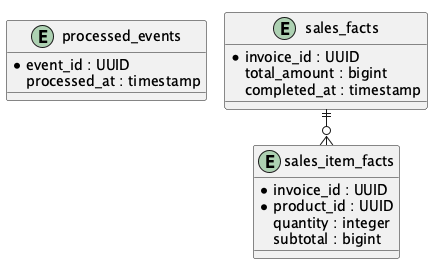 E processed_events
* event_id : UUID
processed_at : timestamp
E sales_facts
* invoice_id : UUID
total_amount : bigint
completed_at : timestamp
E sales_item_facts
* invoice_id : UUID
* product_id : UUID
quantity : integer
subtotal : bigint